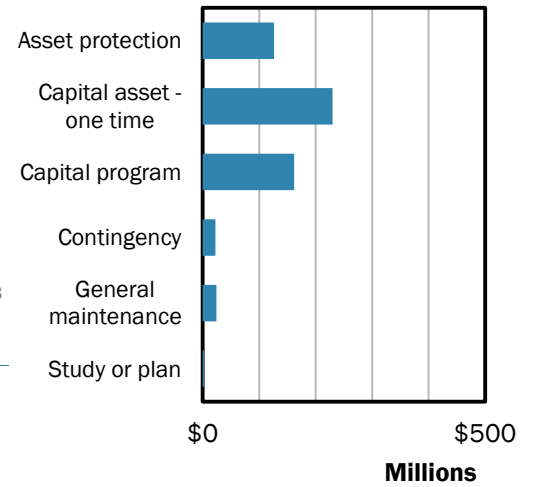 Asset protection
Capital asset -
one time
Capital program
Contingency
General
maintenance
Study or plan
$0
$500
Millions